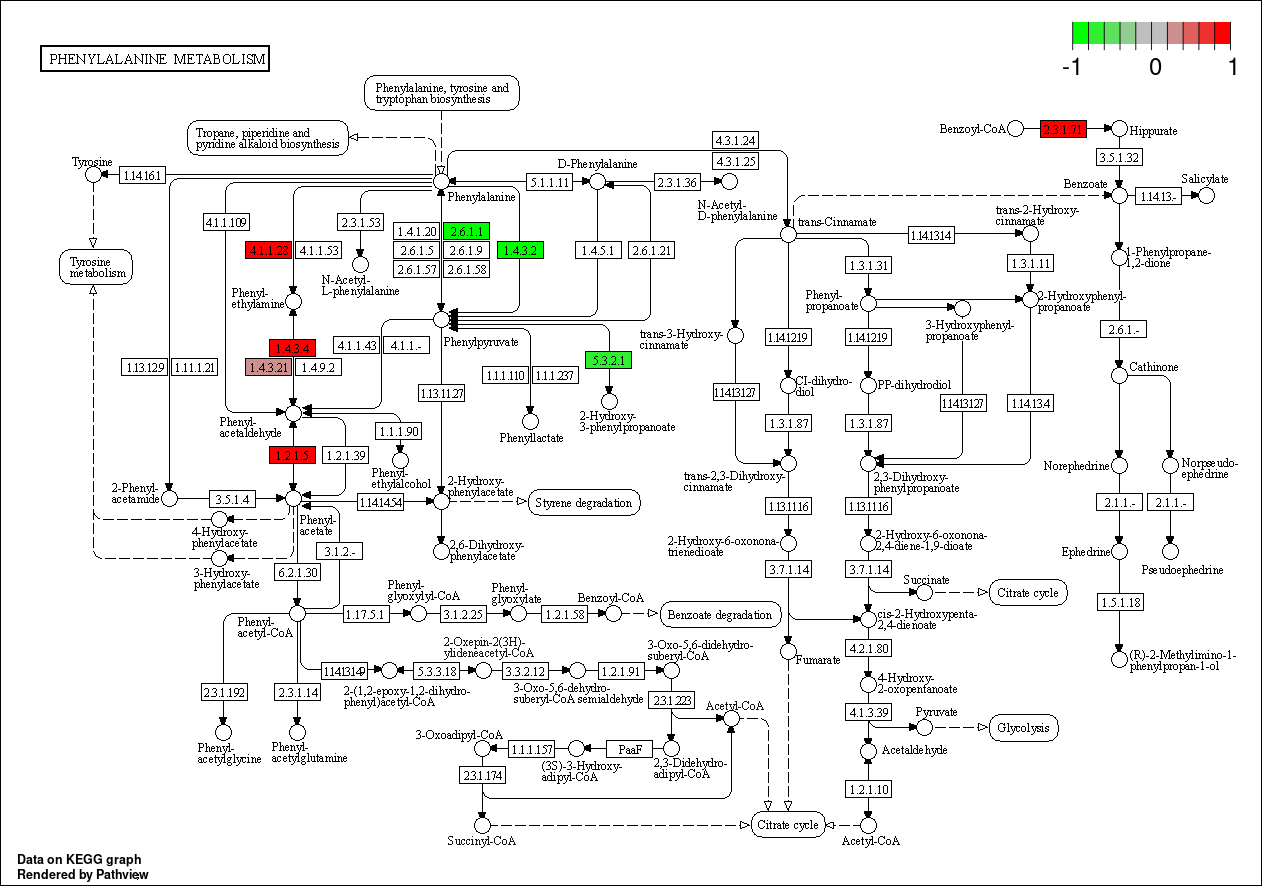 PHENYLALANINE METABOLISM
-1 0 1
Phenylalanine, tyrosine and
tryptophan biosynthesis
Tropane, piperidine and
pyridine alkaloid biosynthesis
Benzoyl-CoA
2.3.1.71
Hippurate
4.3.1.24
4.3.1.25
3.5.1.32
Tyrosine
1.14.16.1
D-Phenylalanine
5.1.1.11
2.3.1.36
Phenylalanine
N-Acetyl-
D-phenylalanine
Benzoate
1.14.13.-
Salicylate
4.1.1.109
2.3.1.53
1.4.1.20
2.6.1.1
trans-Cinnamate
trans-2-Hydroxy-
cinnamate
1.14.13.14
4.1.1.28
4.1.1.53
2.6.1.5
2.6.1.9
1.4.3.2
1.4.5.1
2.6.1.21
2.6.1.57
2.6.1.58
1.3.1.31
1.3.1.11
1-Phenylpropane-
1,2-dione
Tyrosine
metabolism
N-Acetyl-
L-phenylalanine
Phenyl-
ethylamine
Phenyl-
propanoate
2-Hydroxyphenyl-
propanoate
Phenylpyruvate
trans-3-Hydroxy-
cinnamate
3-Hydroxyphenyl-
propanoate
2.6.1.-
1.4.3.4
4.1.1.43
4.1.1.-
1.14.12.19
1.14.12.19
1.13.12.9
1.11.1.21
1.4.3.21
1.4.9.2
5.3.2.1
Cathinone
1.1.1.110
1.1.1.237
1.13.11.27
CI-dihydro-
diol
PP-dihydrodiol
1.14.13.127
1.14.13.127
1.14.13.4
Phenyl-
acetaldehyde
2-Hydroxy-
3-phenylpropanoate
Phenyllactate
1.1.1.90
1.3.1.87
1.3.1.87
1.2.1.5
1.2.1.39
Phenyl-
ethylalcohol
trans-2,3-Dihydroxy-
cinnamate
2,3-Dihydroxy-
phenylpropanoate
Norephedrine
Norpseudo-
ephedrine
2-Phenyl-
acetamide
3.5.1.4
1.14.14.54
2-Hydroxy-
phenylacetate
Styrene degradation
1.13.11.16
1.13.11.16
2.1.1.-
2.1.1.-
Phenyl-
acetate
4-Hydroxy-
phenylacetate
3.1.2.-
2,6-Dihydroxy-
phenylacetate
2-Hydroxy-6-oxonona-
trienedioate
2-Hydroxy-6-oxonona-
2,4-diene-1,9-dioate
Ephedrine
Pseudoephedrine
3-Hydroxy-
phenylacetate
6.2.1.30
3.7.1.14
3.7.1.14
Succinate
Citrate cycle
Phenyl-
glyoxylyl-CoA
Phenyl-
glyoxylate
Benzoyl-CoA
1.17.5.1
3.1.2.25
1.2.1.58
Benzoate degradation
1.5.1.18
Phenyl-
acetyl-CoA
cis-2-Hydroxypenta-
2,4-dienoate
2-Oxepin-2(3H)-
ylideneacetyl-CoA
3-Oxo-5,6-didehydro-
suberyl-CoA
4.2.1.80
Fumarate
(R)-2-Methylimino-1-
phenylpropan-1-ol
1.14.13.149
5.3.3.18
3.3.2.12
1.2.1.91
2-(1,2-epoxy-1,2-dihydro-
phenyl)acetyl-CoA
3-Oxo-5,6-dehydro-
suberyl-CoA semialdehyde
4-Hydroxy-
2-oxopentanoate
2.3.1.192
2.3.1.14
2.3.1.223
Acetyl-CoA
4.1.3.39
Pyruvate
Glycolysis
Phenyl-
acetylglycine
Phenyl-
acetylglutamine
3-Oxoadipyl-CoA
1.1.1.157
PaaF
(3S)-3-Hydroxy-
adipyl-CoA
2,3-Didehydro-
adipyl-CoA
Acetaldehyde
2.3.1.174
1.2.1.10
Succinyl-CoA
Citrate cycle
Acetyl-CoA
Data on KEGG graph
Rendered by Pathview